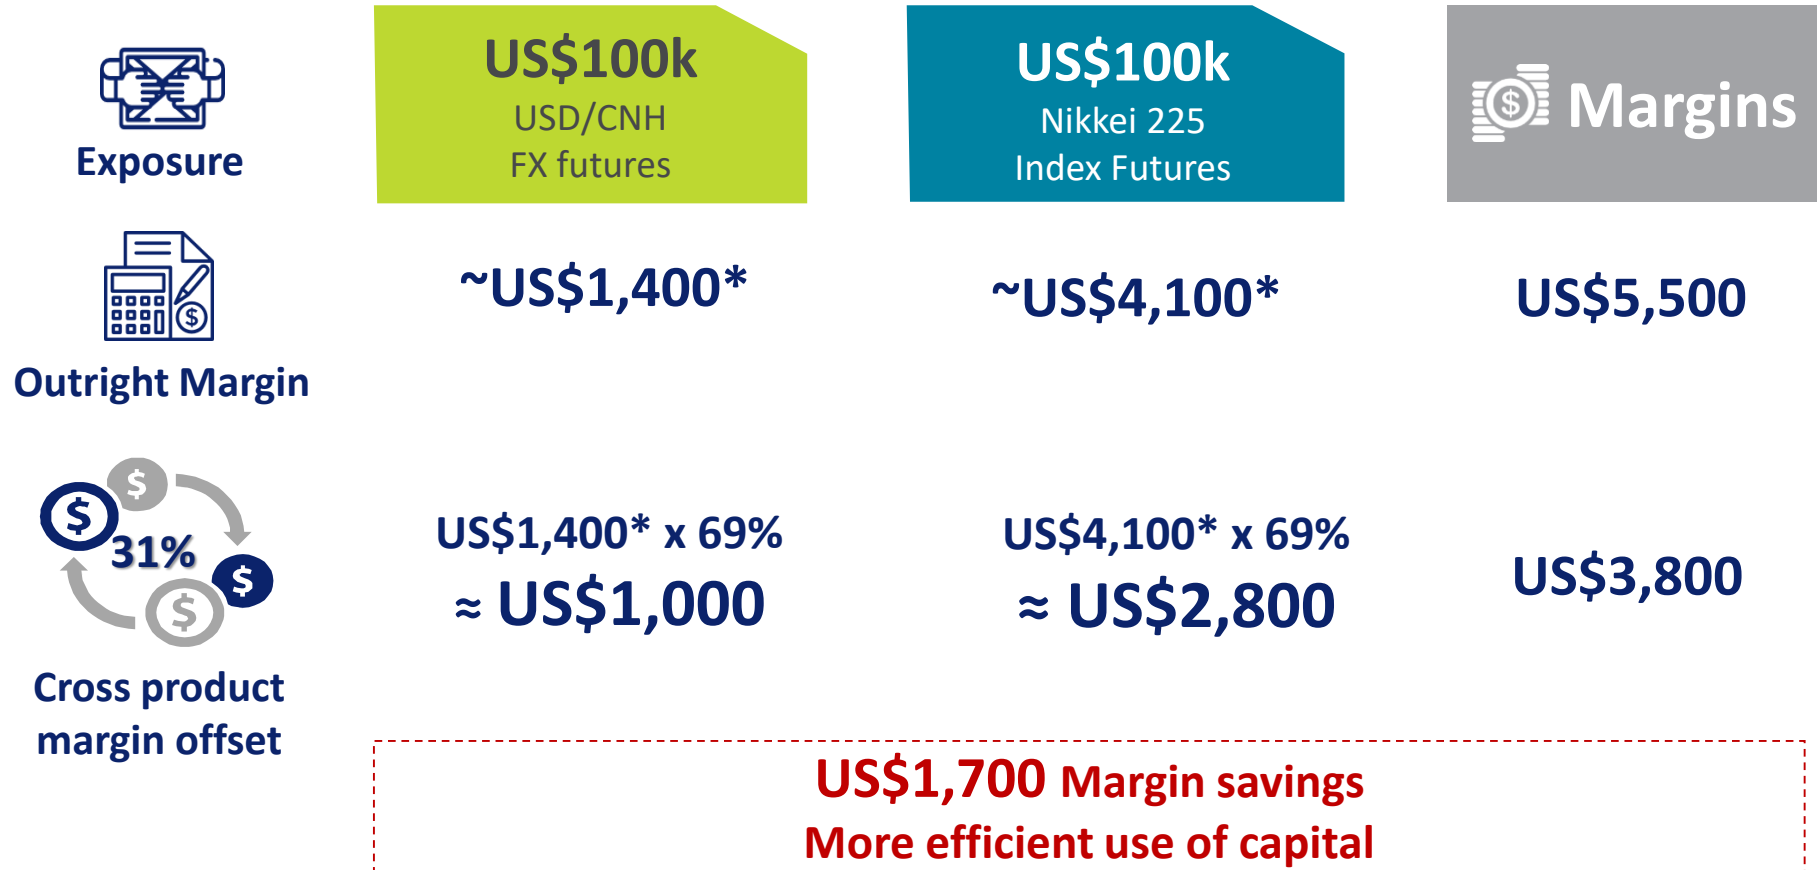 Exposure
US$100k
USD/CNH
FX futures
US$100k
Nikkei 225
Index Futures
$ Margins
Outright Margin
$
~US$1,400*
~US$4,100*
US$5,500
$
$
31%
$
$
Cross product
margin offset
US$1,400* x 69%
≈ US$1,000
US$4,100* x 69%
≈ US$2,800
US$3,800
US$1,700 Margin savings
More efficient use of capital